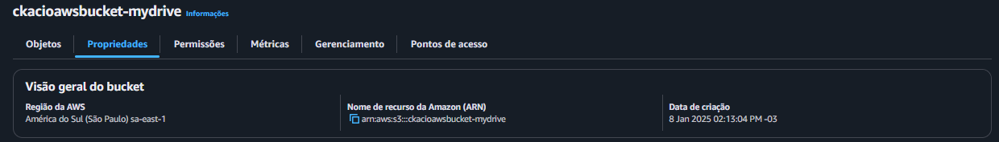 ckacioawsbucket-mydrive Informações
Objetos Propriedades Permissões Métricas Gerenciamento Pontos de acesso
Visão geral do bucket
Região da AWS
América do Sul (São Paulo) sa-east-1
Nome de recurso da Amazon (ARN)
arn:aws:s3:::ckacioawsbucket-mydrive
Data de criação
8 Jan 2025 02:13:04 PM -03